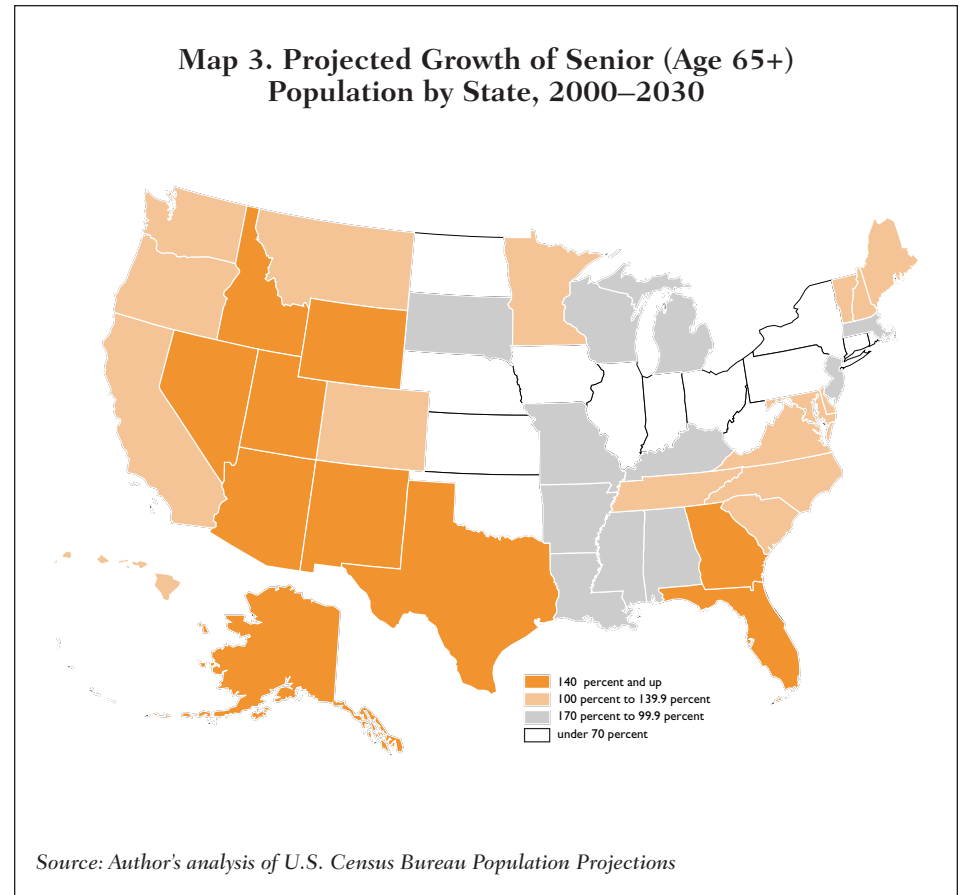 Map 3. Projected Growth of Senior (Age 65+)
Population by State, 2000–2030
140 percent and up
100 percent to 139.9 percent
170 percent to 99.9 percent
under 70 percent
Source: Author's analysis of U.S. Census Bureau Population Projections